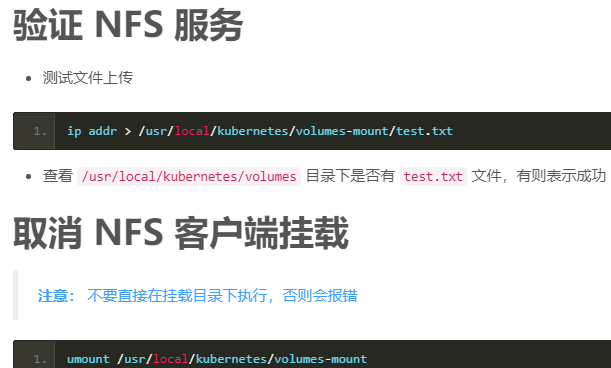 验证 NFS 服务
• 测试文件上传
1. ip addr > /usr/local/kubernetes/volumes-mount/test.txt
• 查看 /usr/local/kubernetes/volumes 目录下是否有 test.txt 文件，有则表示成功
取消 NFS 客户端挂载
注意： 不要直接在挂载目录下执行，否则会报错
1. umount /usr/local/kubernetes/volumes-mount